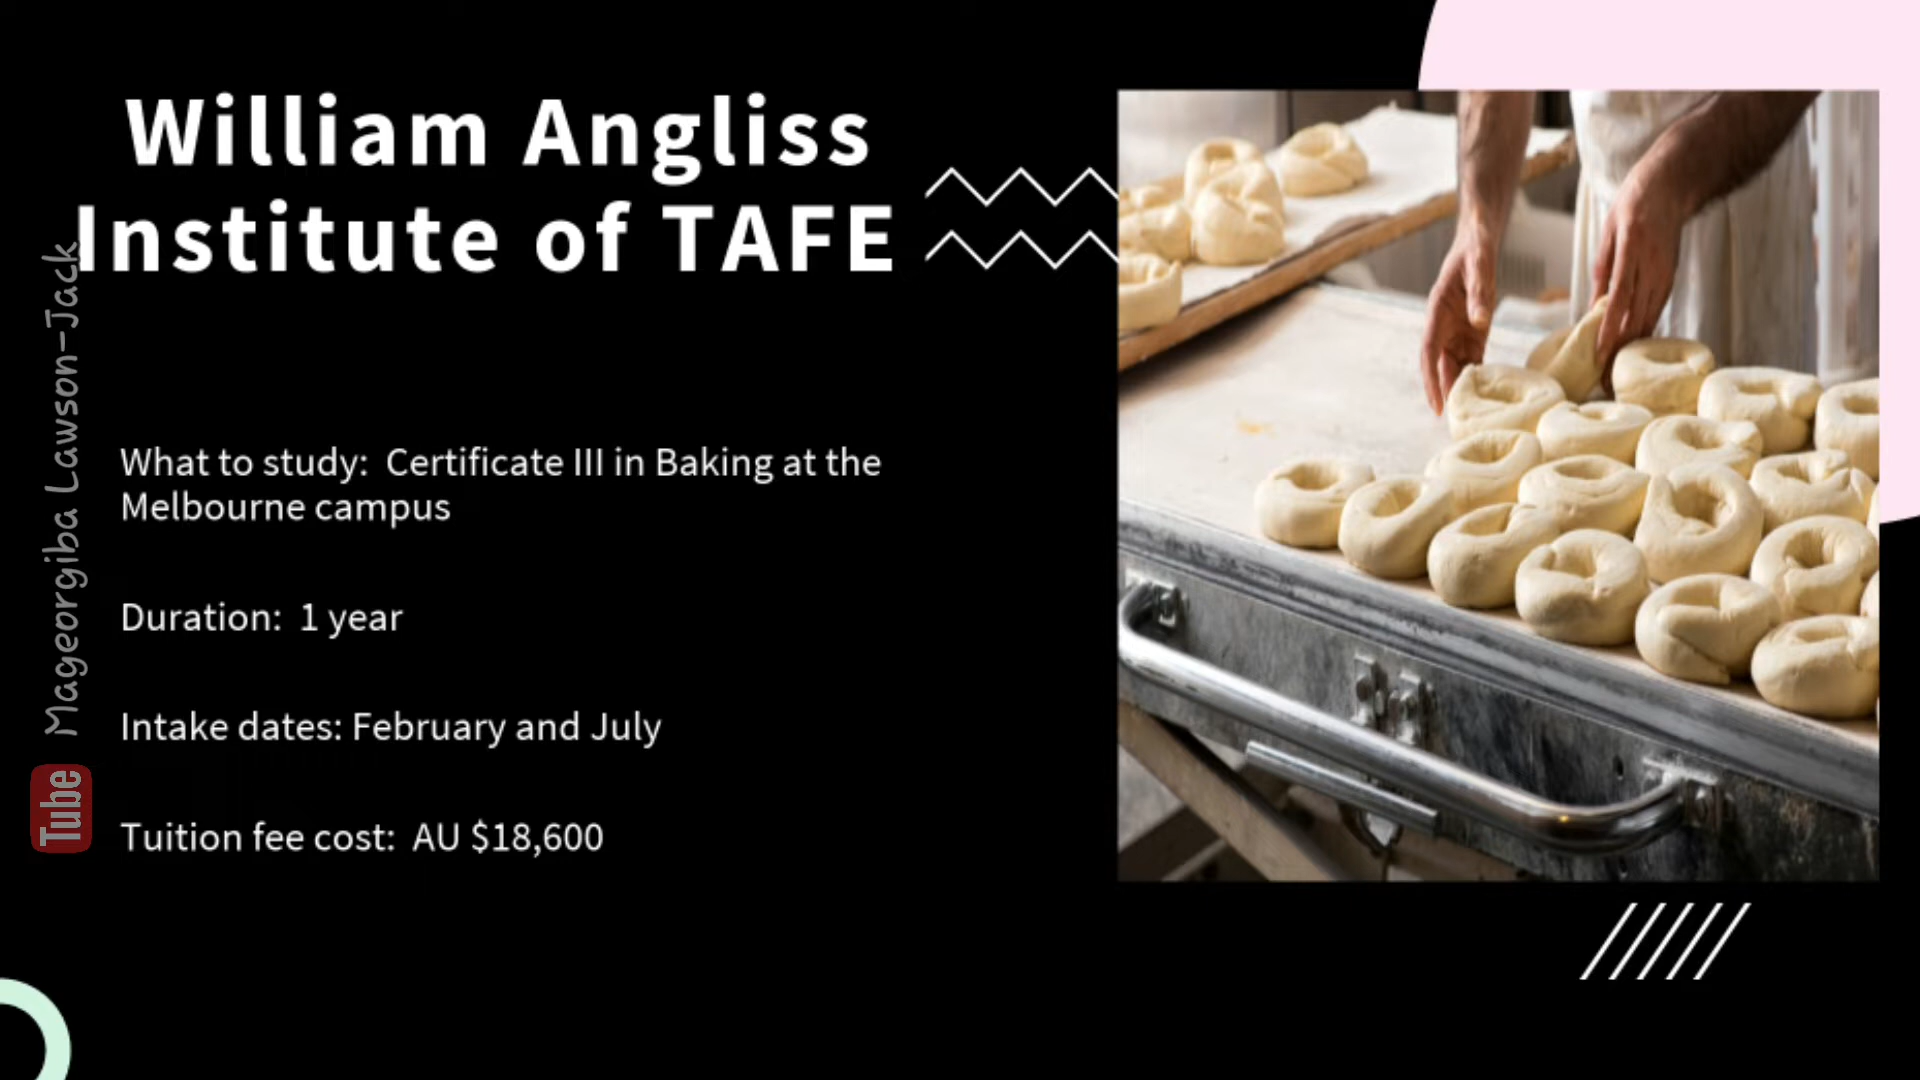 William Angliss
Institute of TAFE
What to study:  Certificate III in Baking at the
Melbourne campus
Duration:  1 year
Intake dates: February and July
Tuition fee cost:  AU $18,600
Tube Mageorgiba Lawson-Jack